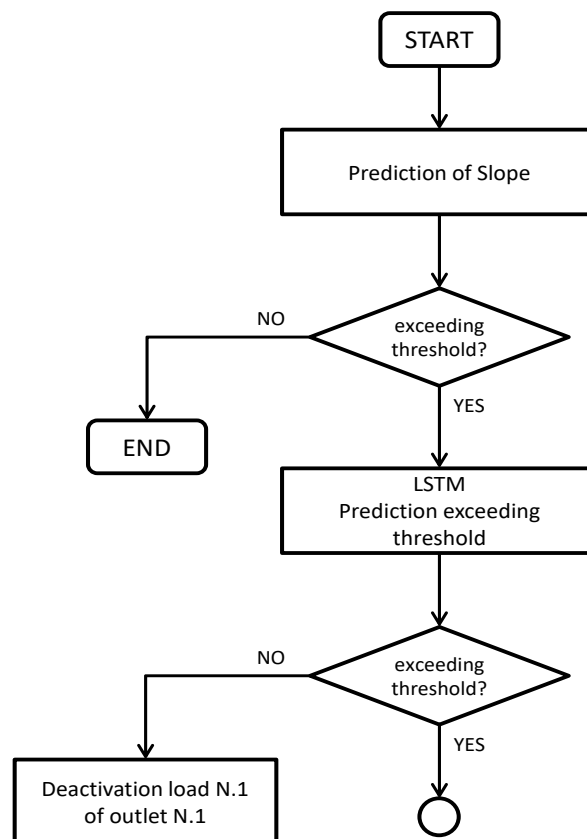 START
Prediction of Slope
exceeding
threshold?
NO
YES
END
LSTM
Prediction exceeding
threshold
exceeding
threshold?
NO
YES
Deactivation load N.1
of outlet N.1